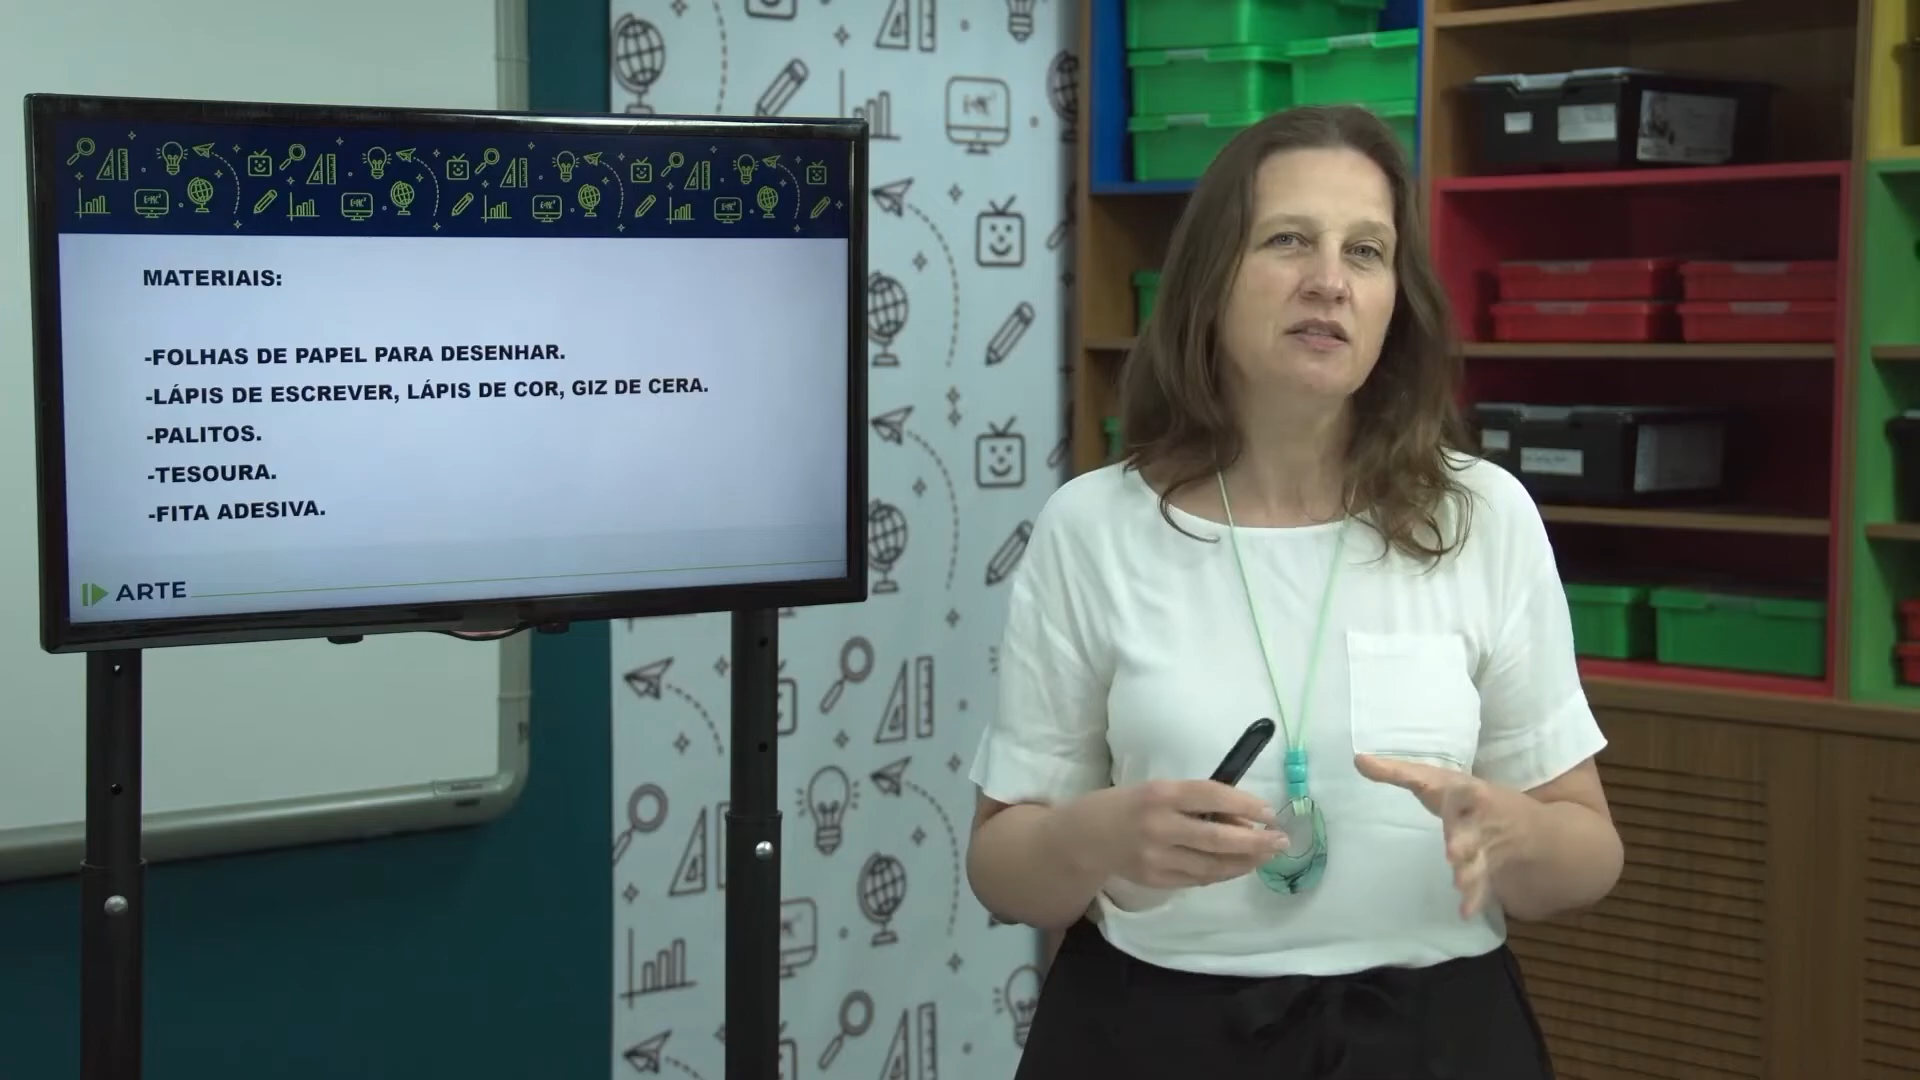 MATERIAIS:
-FOLHAS DE PAPEL PARA DESENHAR.
-LÁPIS DE ESCREVER, LÁPIS DE COR, GIZ DE CERA.
-PALITOS.
-TESOURA.
-FITA ADESIVA.
ARTE